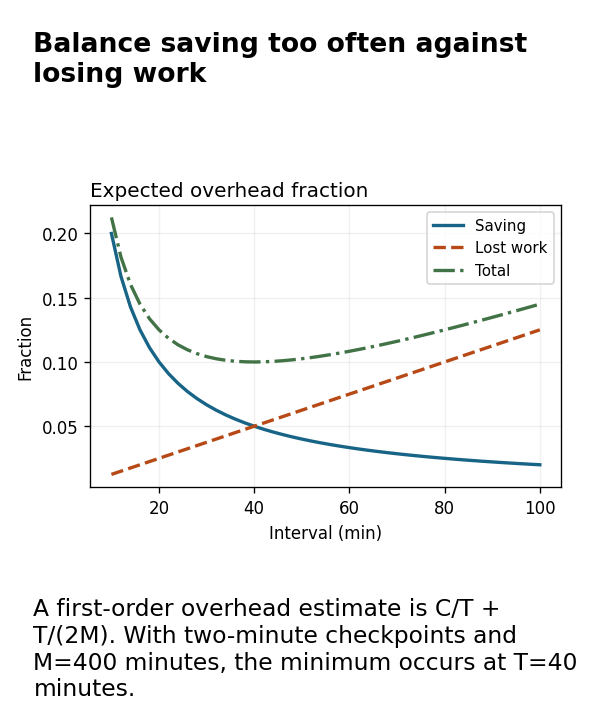 Balance saving too often against
losing work
Expected overhead fraction
Saving
Lost work
Total
0.20
0.15
0.10
0.05
Fraction
20 40 60 80 100
Interval (min)
A first-order overhead estimate is C/T +
T/(2M). With two-minute checkpoints and
M=400 minutes, the minimum occurs at T=40
minutes.